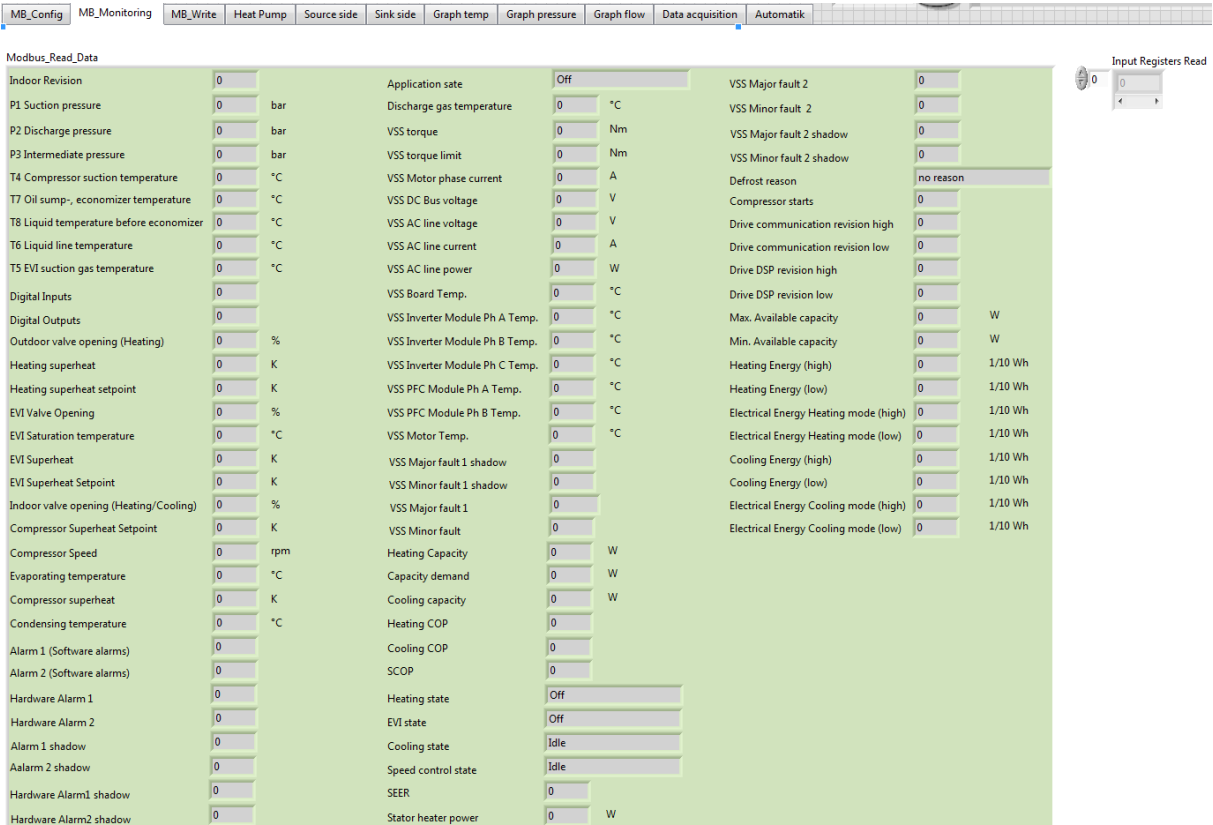 MB_Config MB_Monitoring MB_Write Heat Pump Source side Sink side Graph temp Graph pressure Graph flow Data acquisition Automatik
Modbus_Read_Data
Indoor Revision 0
P1 Suction pressure 0 bar
P2 Discharge pressure 0 bar
P3 Intermediate pressure 0 bar
T4 Compressor suction temperature 0 °C
T7 Oil sump-, economizer temperature 0 °C
T8 Liquid temperature before economizer 0 °C
T6 Liquid line temperature 0 °C
T5 EVI suction gas temperature 0 °C
Digital Inputs 0
Digital Outputs 0
Outdoor valve opening (Heating) 0 %
Heating superheat 0 K
Heating superheat setpoint 0 K
EVI Valve Opening 0 %
EVI Saturation temperature 0 °C
EVI Superheat 0 K
EVI Superheat Setpoint 0 K
Indoor valve opening (Heating/Cooling) 0 %
Compressor Superheat Setpoint 0 K
Compressor Speed 0 rpm
Evaporating temperature 0 °C
Compressor superheat 0 K
Condensing temperature 0 °C
Alarm 1 (Software alarms) 0
Alarm 2 (Software alarms) 0
Hardware Alarm 1 0
Hardware Alarm 2 0
Alarm 1 shadow 0
Aalarm 2 shadow 0
Hardware Alarm1 shadow 0
Hardware Alarm2 shadow 0
Application sate Off
Discharge gas temperature 0 °C
VSS torque 0 Nm
VSS torque limit 0 Nm
VSS Motor phase current 0 A
VSS DC Bus voltage 0 V
VSS AC line voltage 0 V
VSS AC line current 0 A
VSS AC line power 0 W
VSS Board Temp. 0 °C
VSS Inverter Module Ph A Temp. 0 °C
VSS Inverter Module Ph B Temp. 0 °C
VSS Inverter Module Ph C Temp. 0 °C
VSS PFC Module Ph A Temp. 0 °C
VSS PFC Module Ph B Temp. 0 °C
VSS Motor Temp. 0 °C
VSS Major fault 1 shadow 0
VSS Minor fault 1 shadow 0
VSS Major fault 1 0
VSS Minor fault 0
Heating Capacity 0 W
Capacity demand 0 W
Cooling capacity 0 W
Heating COP 0
Cooling COP 0
SCOP 0
Heating state Off
EVI state Off
Cooling state Idle
Speed control state Idle
SEER 0
Stator heater power 0 W
VSS Major fault 2 0
VSS Minor fault 2 0
VSS Major fault 2 shadow 0
VSS Minor fault 2 shadow 0
Defrost reason no reason
Compressor starts 0
Drive communication revision high 0
Drive communication revision low 0
Drive DSP revision high 0
Drive DSP revision low 0
Max. Available capacity 0 W
Min. Available capacity 0 W
Heating Energy (high) 0 1/10 Wh
Heating Energy (low) 0 1/10 Wh
Electrical Energy Heating mode (high) 0 1/10 Wh
Electrical Energy Heating mode (low) 0 1/10 Wh
Cooling Energy (high) 0 1/10 Wh
Cooling Energy (low) 0 1/10 Wh
Electrical Energy Cooling mode (high) 0 1/10 Wh
Electrical Energy Cooling mode (low) 0 1/10 Wh
Input Registers Read
0 0